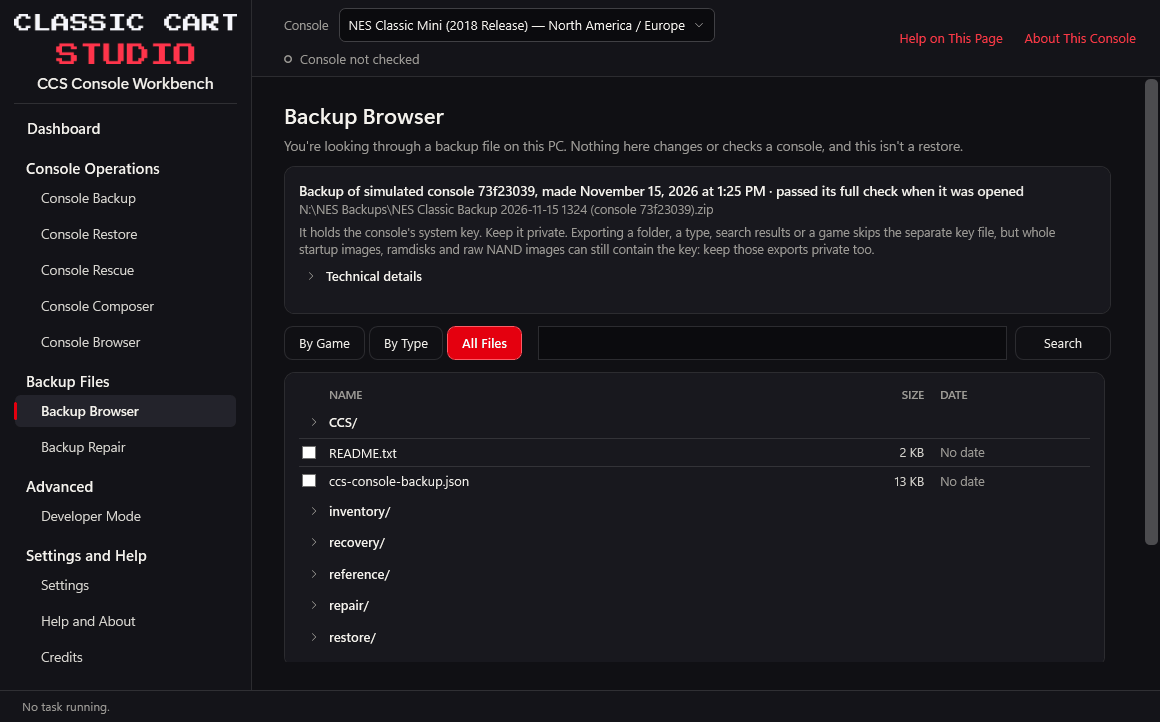 CLASSIC CART
STUDIO
CCS Console Workbench
Dashboard
Console Operations
Console Backup
Console Restore
Console Rescue
Console Composer
Console Browser
Backup Files
Backup Browser
Backup Repair
Advanced
Developer Mode
Settings and Help
Settings
Help and About
Credits
Console
NES Classic Mini (2018 Release) — North America / Europe
Console not checked
Help on This Page
About This Console
Backup Browser
You're looking through a backup file on this PC. Nothing here changes or checks a console, and this isn't a restore.
Backup of simulated console 73f23039, made November 15, 2026 at 1:25 PM · passed its full check when it was opened
N:\NES Backups\NES Classic Backup 2026-11-15 1324 (console 73f23039).zip
It holds the console's system key. Keep it private. Exporting a folder, a type, search results or a game skips the separate key file, but whole
startup images, ramdisks and raw NAND images can still contain the key: keep those exports private too.
Technical details
By Game
By Type
All Files
Search
NAME SIZE DATE
CCS/
README.txt 2 KB No date
ccs-console-backup.json 13 KB No date
inventory/
recovery/
reference/
repair/
restore/
No task running.